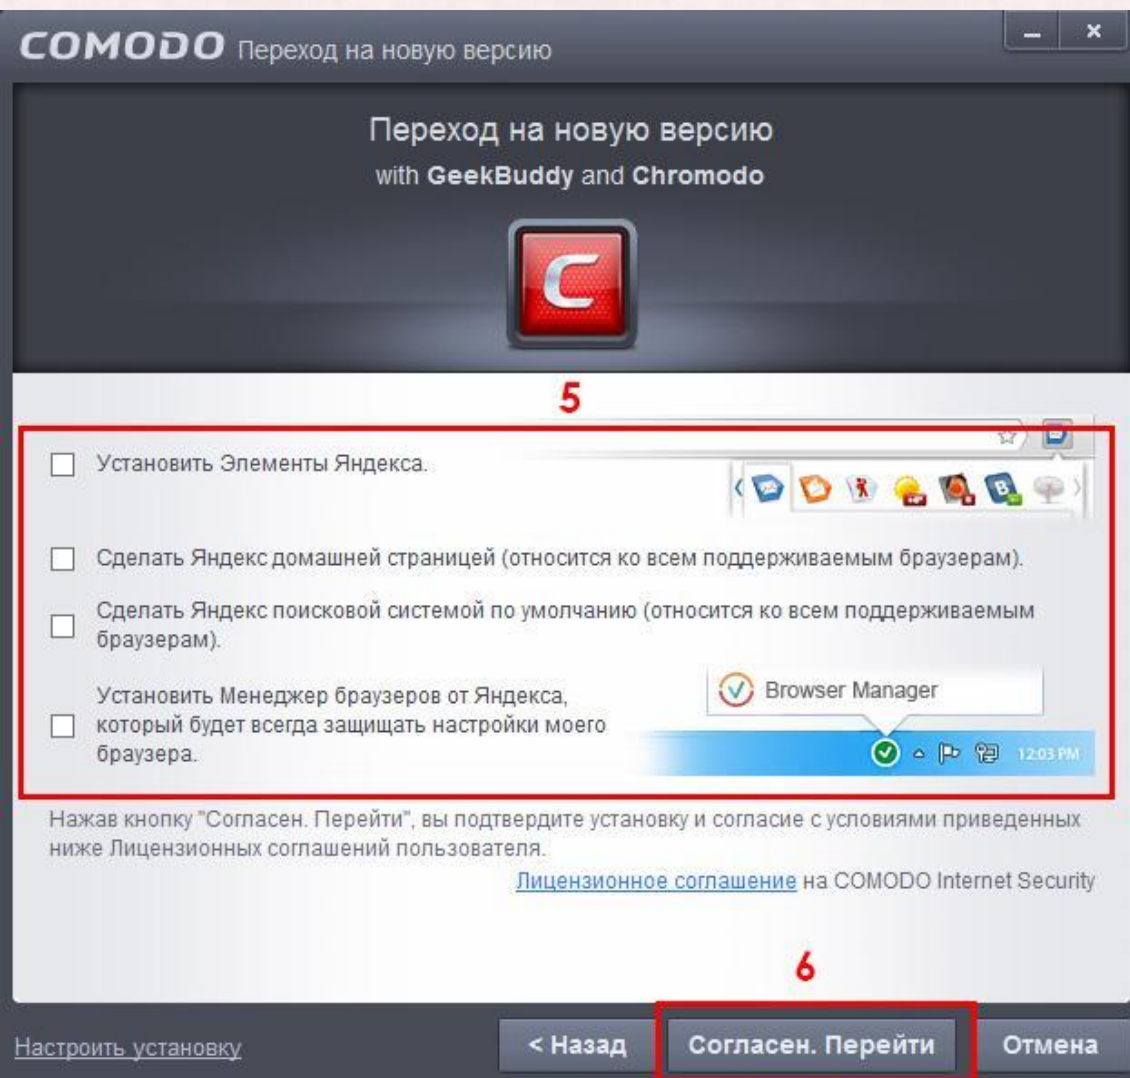 COMODO Переход на новую версию
Переход на новую версию
with GeekBuddy and Chromodo
C
5
Установить Элементы Яндекса.
Сделать Яндекс домашней страницей (относится ко всем поддерживаемым браузерам).
Сделать Яндекс поисковой системой по умолчанию (относится ко всем поддерживаемым
браузерам).
Установить Менеджер браузеров от Яндекса,
который будет всегда защищать настройки моего
браузера.
Browser Manager
12:03 PM
Нажав кнопку "Согласен. Перейти", вы подтвердите установку и согласие с условиями приведенных
ниже Лицензионных соглашений пользователя.
Лицензионное соглашение на COMODO Internet Security
6
Настроить установку
< Назад
Согласен. Перейти
Отмена